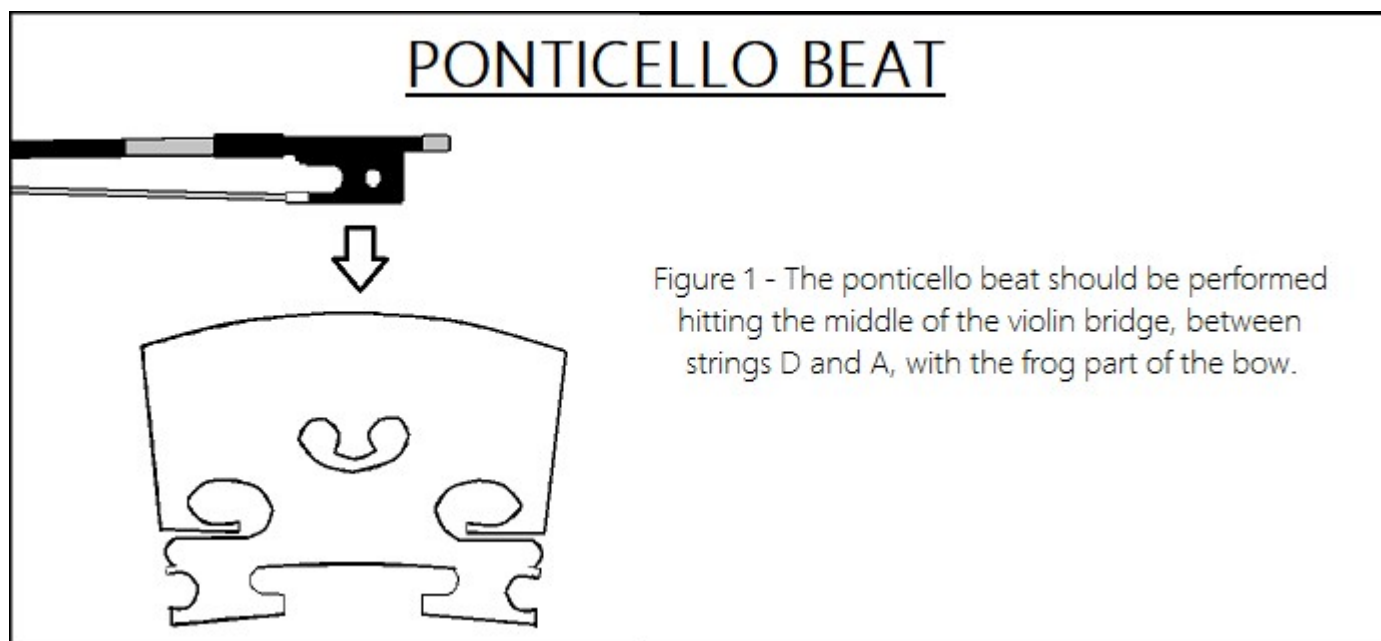 PONTICELLO BEAT
Figure 1 - The ponticello beat should be performed
hitting the middle of the violin bridge, between
strings D and A, with the frog part of the bow.